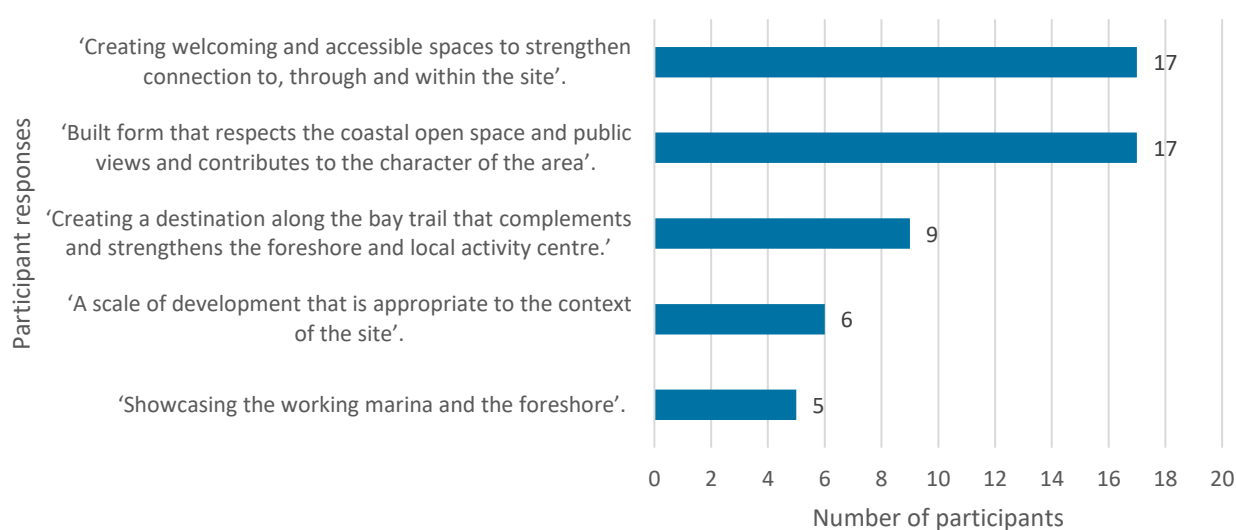 ‘Creating welcoming and accessible spaces to strengthen
connection to, through and within the site’.
17
‘Built form that respects the coastal open space and public
views and contributes to the character of the area’.
17
‘Creating a destination along the bay trail that complements
and strengthens the foreshore and local activity centre.’
9
‘A scale of development that is appropriate to the context
of the site’.
6
‘Showcasing the working marina and the foreshore’.
5
Participant responses
0 2 4 6 8 10 12 14 16 18 20
Number of participants